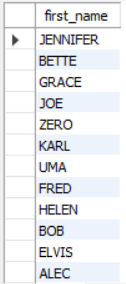 first_name
JENNIFER
BETTE
GRACE
JOE
ZERO
KARL
UMA
FRED
HELEN
BOB
ELVIS
ALEC